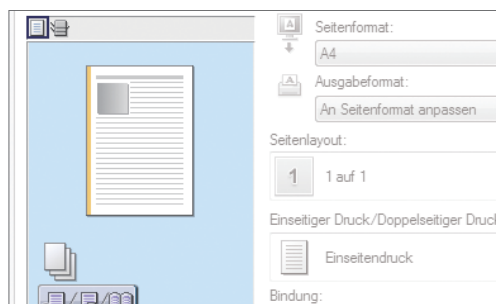 Seitenformat:
A4
Ausgabeformat:
An Seitenformat anpassen
Seitenlayout:
1
1 auf 1
Einseitiger Druck/Doppelseitiger Druck
Einseitendruck
Bindung: